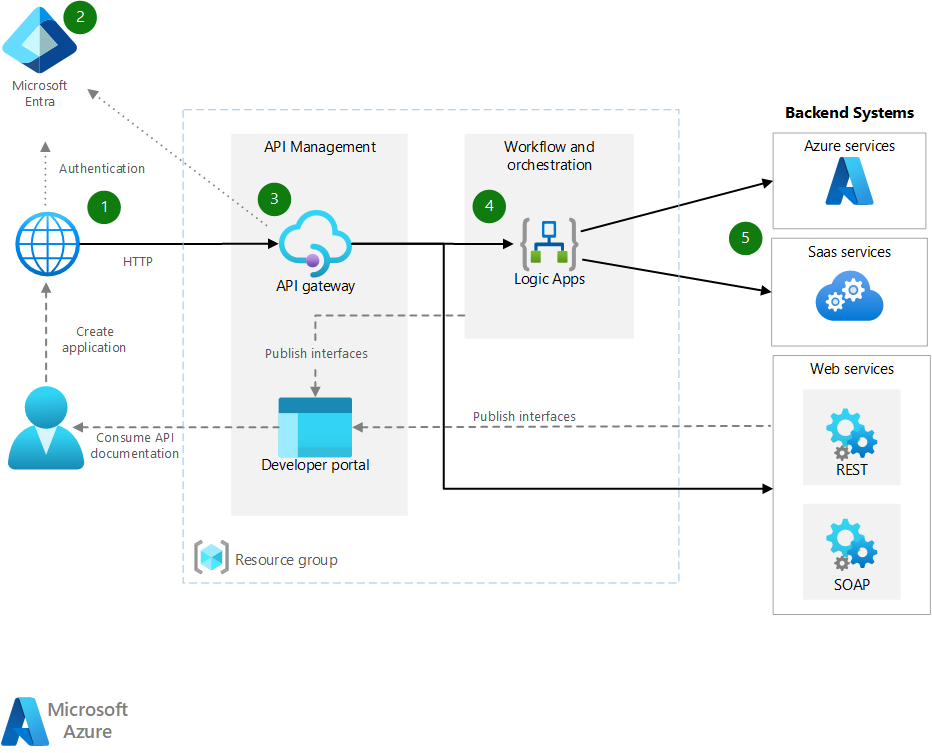 2
Microsoft
Entra
Authentication
1
HTTP
Create
application
API Management
3
API gateway
Publish interfaces
Consume API
documentation
Developer portal
Resource group
Workflow and
orchestration
4
Logic Apps
Publish interfaces
5
Backend Systems
Azure services
Saas services
Web services
REST
SOAP
Microsoft
Azure